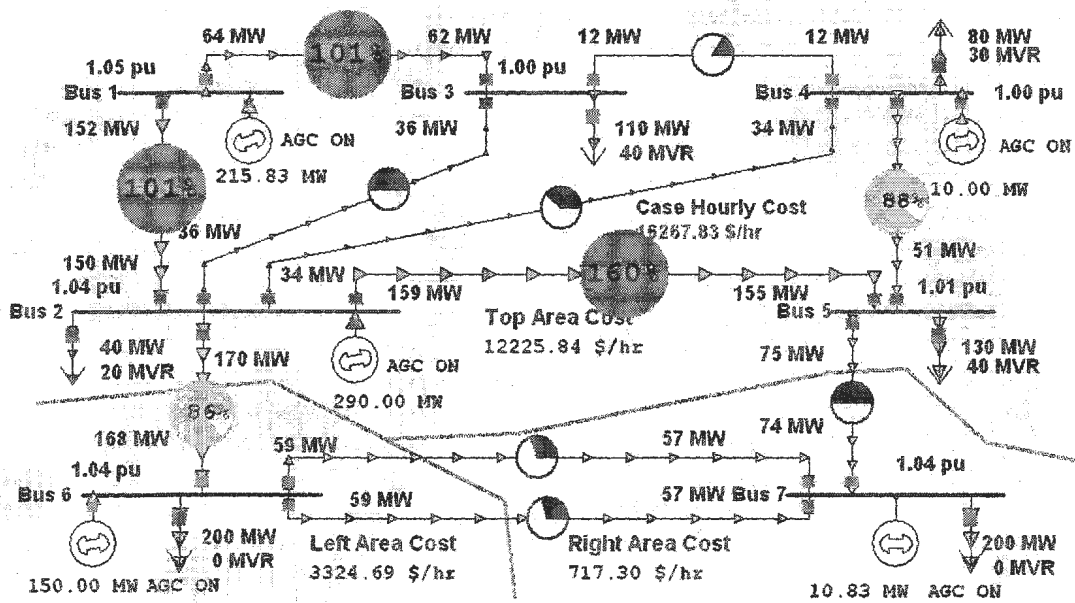 64 MW
101%
62 MW
12 MW
12 MW
80 MW
30 MVR
1.05 pu
1.00 pu
Bus 1
Bus 3
Bus 4
1.00 pu
152 MW
AGC ON
36 MW
110 MW
40 MVR
34 MW
AGC ON
215.83 MW
101%
10.00 MW
88%
Case Hourly Cost
16267.83 $/hr
36 MW
150 MW
1.04 pu
34 MW
159 MW
160%
155 MW
51 MW
1.01 pu
Bus 2
Top Area Cost
12225.84 $/hr
Bus 5
40 MW
20 MVR
170 MW
AGC ON
290.00 MW
75 MW
130 MW
40 MVR
86%
168 MW
59 MW
57 MW
74 MW
1.04 pu
1.04 pu
Bus 6
59 MW
57 MW
Bus 7
200 MW
0 MVR
Left Area Cost
3324.69 $/hr
Right Area Cost
717.30 $/hr
200 MW
0 MVR
150.00 MW AGC ON
10.83 MW AGC ON